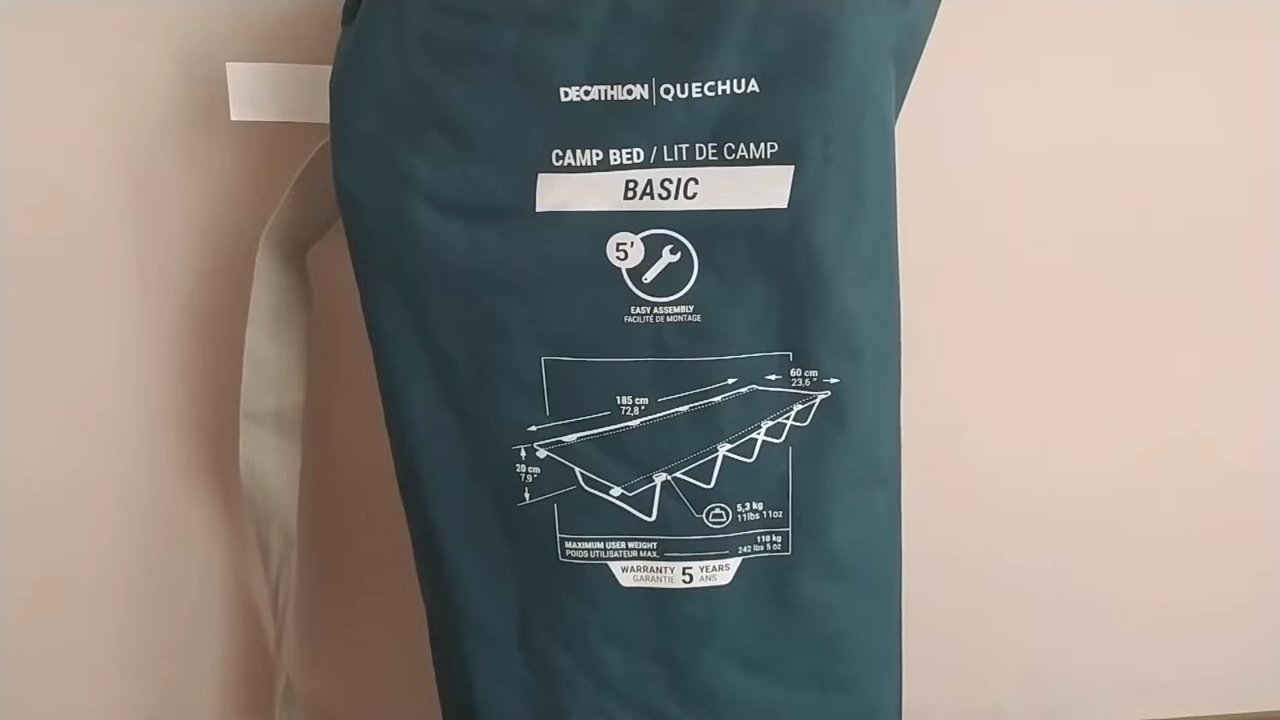 DECATHLON | QUECHUA
CAMP BED / LIT DE CAMP
BASIC
5'
EASY ASSEMBLY
FACILITÉ DE MONTAGE
60 cm
23,6"
185 cm
72,8"
20 cm
7,9"
5,3 kg
11lbs 11oz
MAXIMUM USER WEIGHT
POIDS UTILISATEUR MAX.
110 kg
242 lbs 5 oz
WARRANTY 5 YEARS
GARANTIE ANS